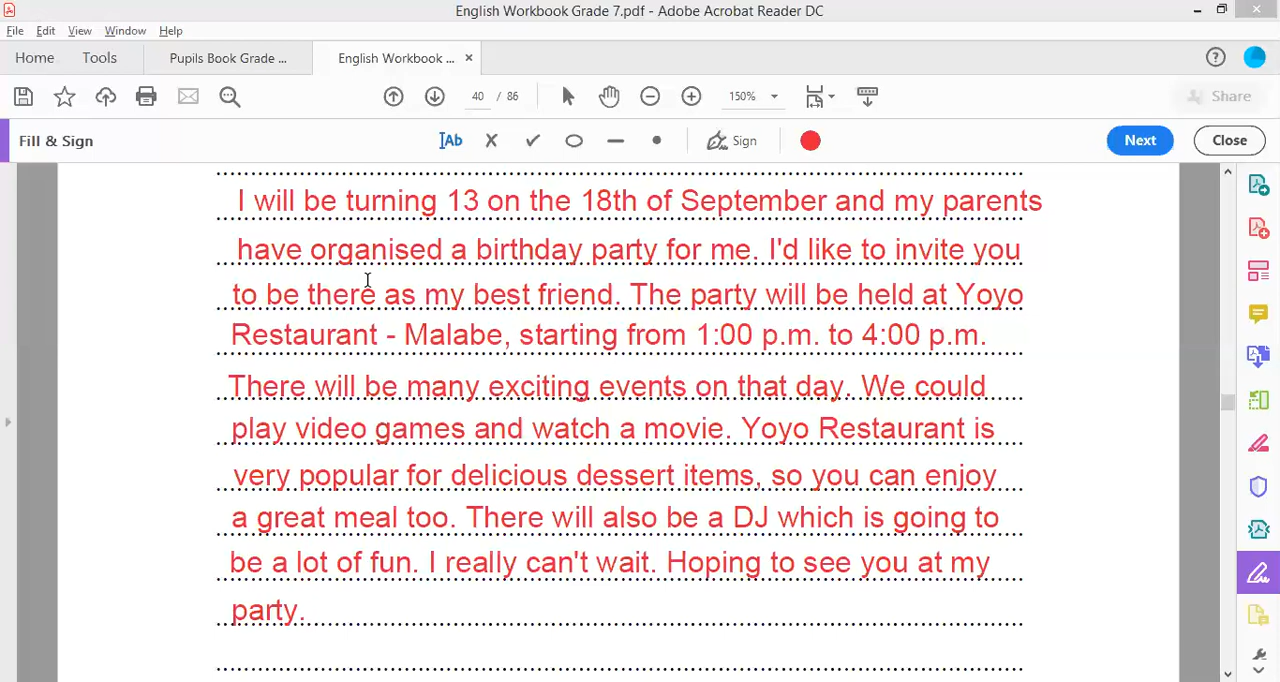 English Workbook Grade 7.pdf - Adobe Acrobat Reader DC
File Edit View Window Help
Home Tools Pupils Book Grade ... English Workbook ... ×
40 / 86 150% Share
Fill & Sign Ab Sign Next Close
I will be turning 13 on the 18th of September and my parents
have organised a birthday party for me. I'd like to invite you
to be there as my best friend. The party will be held at Yoyo
Restaurant - Malabe, starting from 1:00 p.m. to 4:00 p.m.
There will be many exciting events on that day. We could
play video games and watch a movie. Yoyo Restaurant is
very popular for delicious dessert items, so you can enjoy
a great meal too. There will also be a DJ which is going to
be a lot of fun. I really can't wait. Hoping to see you at my
party.